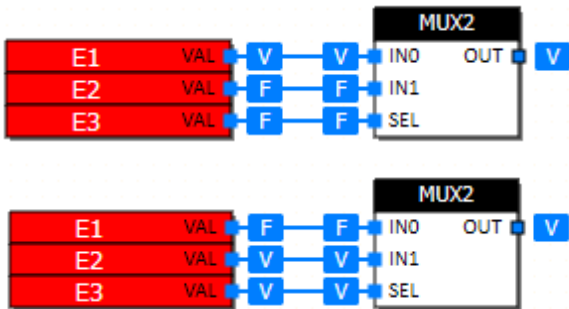 MUX2
E1 VAL V V IN0 OUT V
E2 VAL F F IN1
E3 VAL F F SEL
MUX2
E1 VAL F F IN0 OUT V
E2 VAL V V IN1
E3 VAL V V SEL